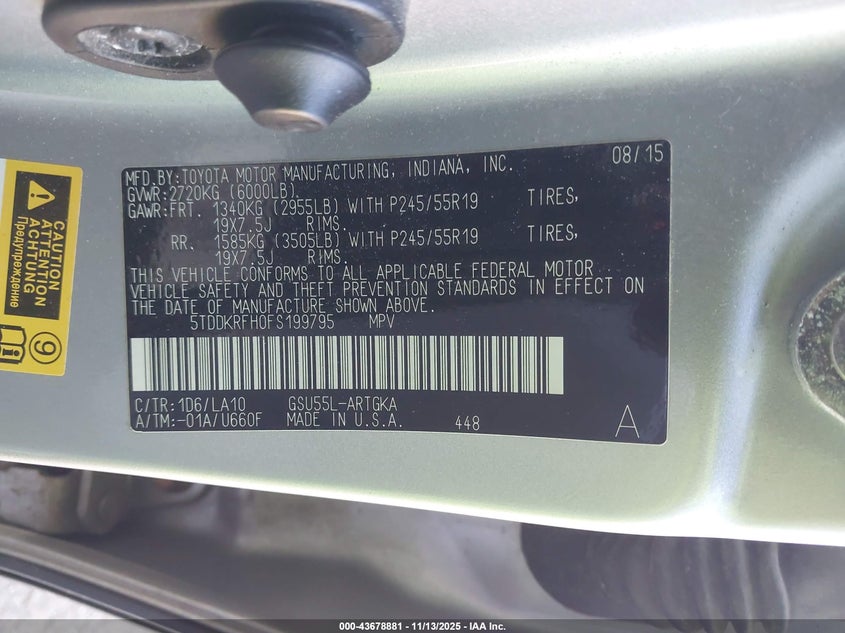 CAUTION
ATTENTION
ACHTUNG
Предупреждение
9
MFD.BY:TOYOTA MOTOR MANUFACTURING, INDIANA, INC. 08/15
GVWR:2720KG (6000LB)
GAWR:FRT. 1340KG (2955LB) WITH P245/55R19 TIRES,
19X7.5J RIMS.
RR. 1585KG (3505LB) WITH P245/55R19 TIRES,
19X7.5J RIMS.
THIS VEHICLE CONFORMS TO ALL APPLICABLE FEDERAL MOTOR
VEHICLE SAFETY AND THEFT PREVENTION STANDARDS IN EFFECT ON
THE DATE OF MANUFACTURE SHOWN ABOVE.
5TDDKRFH0FS199795 MPV
C/TR:1D6/LA10 GSU55L-ARTGKA
A/TM:-01A/U660F MADE IN U.S.A. 448 A
000-43678881 - 11/13/2025 - IAA Inc.